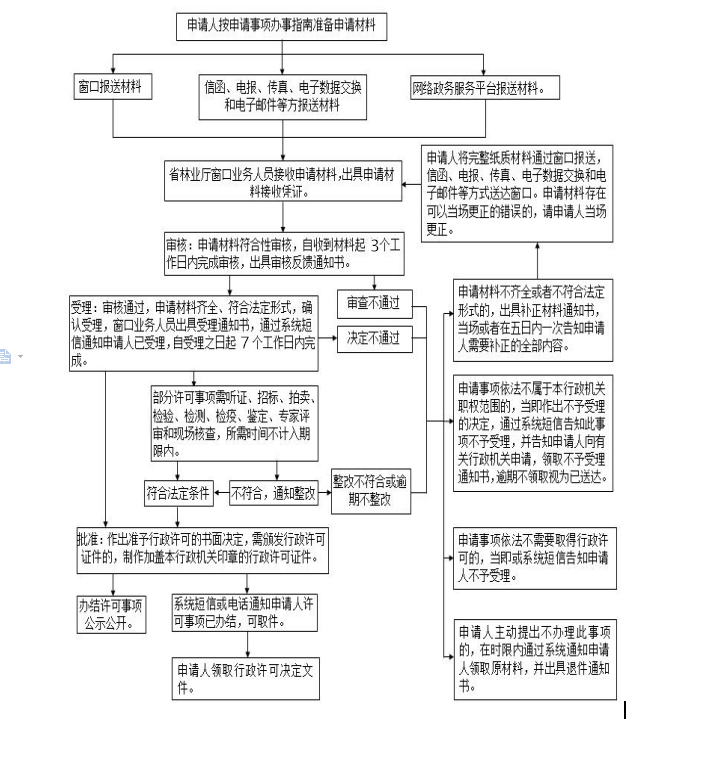 申请人按申请事项办事指南准备申请材料
窗口报送材料
信函、电报、传真、电子数据交换
和电子邮件等方报送材料
网络政务服务平台报送材料。
省林业厅窗口业务人员接收申请材料,出具申请材
料接收凭证。
申请人将完整纸质材料通过窗口报送,
信函、电报、传真、电子数据交换和电
子邮件等方式送达窗口。申请材料存在
可以当场更正的错误的,请申请人当场
更正。
审核:申请材料符合性审核,自收到材料起 3个工
作日内完成审核,出具审核反馈通知书。
审查不通过
受理:审核通过,申请材料齐全、符合法定形式,确
认受理,窗口业务人员出具受理通知书,通过系统短
信通知申请人已受理,自受理之日起 7 个工作日内完
成。
决定不通过
申请材料不齐全或者不符合法定
形式的,出具补正材料通知书,
当场或者在五日内一次告知申请
人需要补正的全部内容。
部分许可事项需听证、招标、拍卖、
检验、检测、检疫、鉴定、专家评
审和现场核查,所需时间不计入期
限内。
申请事项依法不属于本行政机关
职权范围的,当即作出不予受理
的决定,通过系统短信告知此事
项不予受理,并告知申请人向有
关行政机关申请,领取不予受理
通知书,逾期不领取视为已送达。
符合法定条件
不符合,通知整改
整改不符合或逾
期不整改
批准:作出准予行政许可的书面决定,需颁发行政许可
证件的,制作加盖本行政机关印章的行政许可证件。
申请事项依法不需要取得行政许
可的,当即或系统短信告知申请
人不予受理。
办结许可事项
公示公开。
系统短信或电话通知申请人许
可事项已办结,可取件。
申请人主动提出不办理此事项
的,在时限内通过系统通知申请
人领取原材料,并出具退件通知
书。
申请人领取行政许可决定文
件。